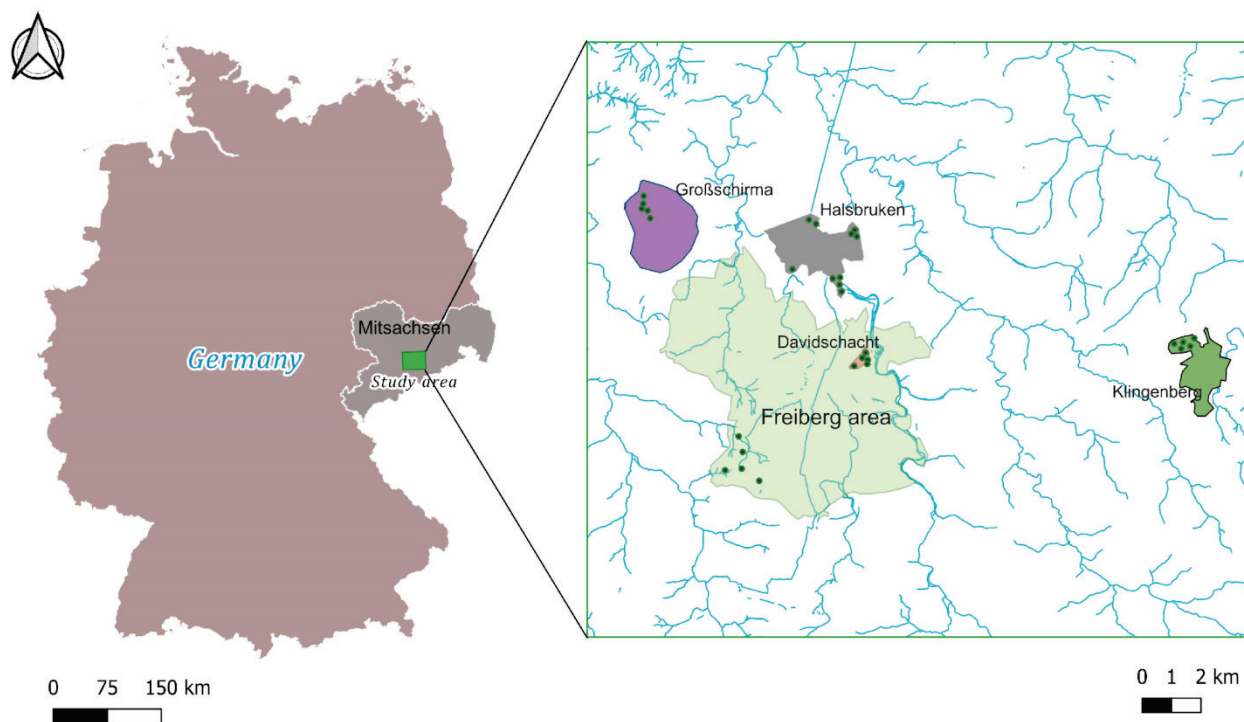 Großschirma
Halsbruken
Mitsachsen
Germany
Study area
Davidschacht
Klingenberg
Freiberg area
0 75 150 km
0 1 2 km